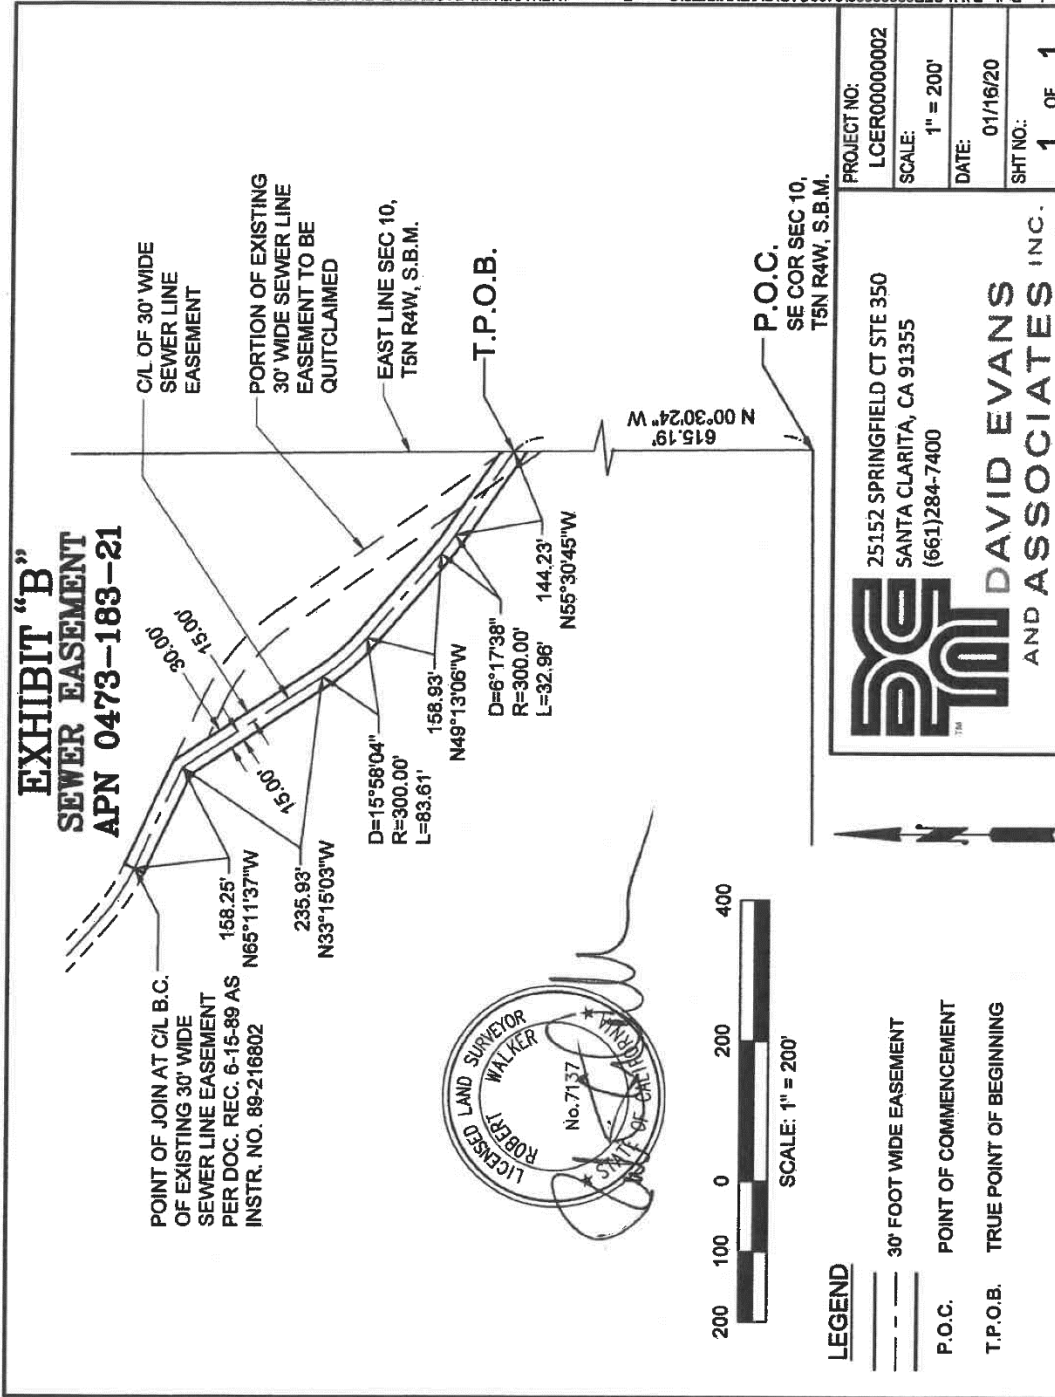 EXHIBIT "B"
SEWER EASEMENT
APN 0473-183-21
C/L OF 30' WIDE
SEWER LINE
EASEMENT
PORTION OF EXISTING
30' WIDE SEWER LINE
EASEMENT TO BE
QUITCLAIMED
EAST LINE SEC 10,
T5N R4W, S.B.M.
T.P.O.B.
P.O.C.
SE COR SEC 10,
T5N R4W, S.B.M.
615.19'
N 00°30'24" W
30.00'
15.00'
15.00'
POINT OF JOIN AT C/L B.C.
OF EXISTING 30' WIDE
SEWER LINE EASEMENT
PER DOC. REC. 6-15-89 AS
INSTR. NO. 89-216802
158.25'
N65°11'37"W
235.93'
N33°15'03"W
D=15°58'04"
R=300.00'
L=83.61'
158.93'
N49°13'06"W
D=6°17'38"
R=300.00'
L=32.96'
144.23'
N55°30'45"W
LICENSED LAND SURVEYOR
ROBERT WALKER
No.7137
STATE OF CALIFORNIA
N
200 100 0 200 400
SCALE: 1" = 200'
LEGEND
30' FOOT WIDE EASEMENT
P.O.C. POINT OF COMMENCEMENT
T.P.O.B. TRUE POINT OF BEGINNING
TM
25152 SPRINGFIELD CT STE 350
SANTA CLARITA, CA 91355
(661)284-7400
DAVID EVANS
AND ASSOCIATES INC.
PROJECT NO:
LCER00000002
SCALE:
1" = 200'
DATE:
01/16/20
SHT NO.:
1 OF 1